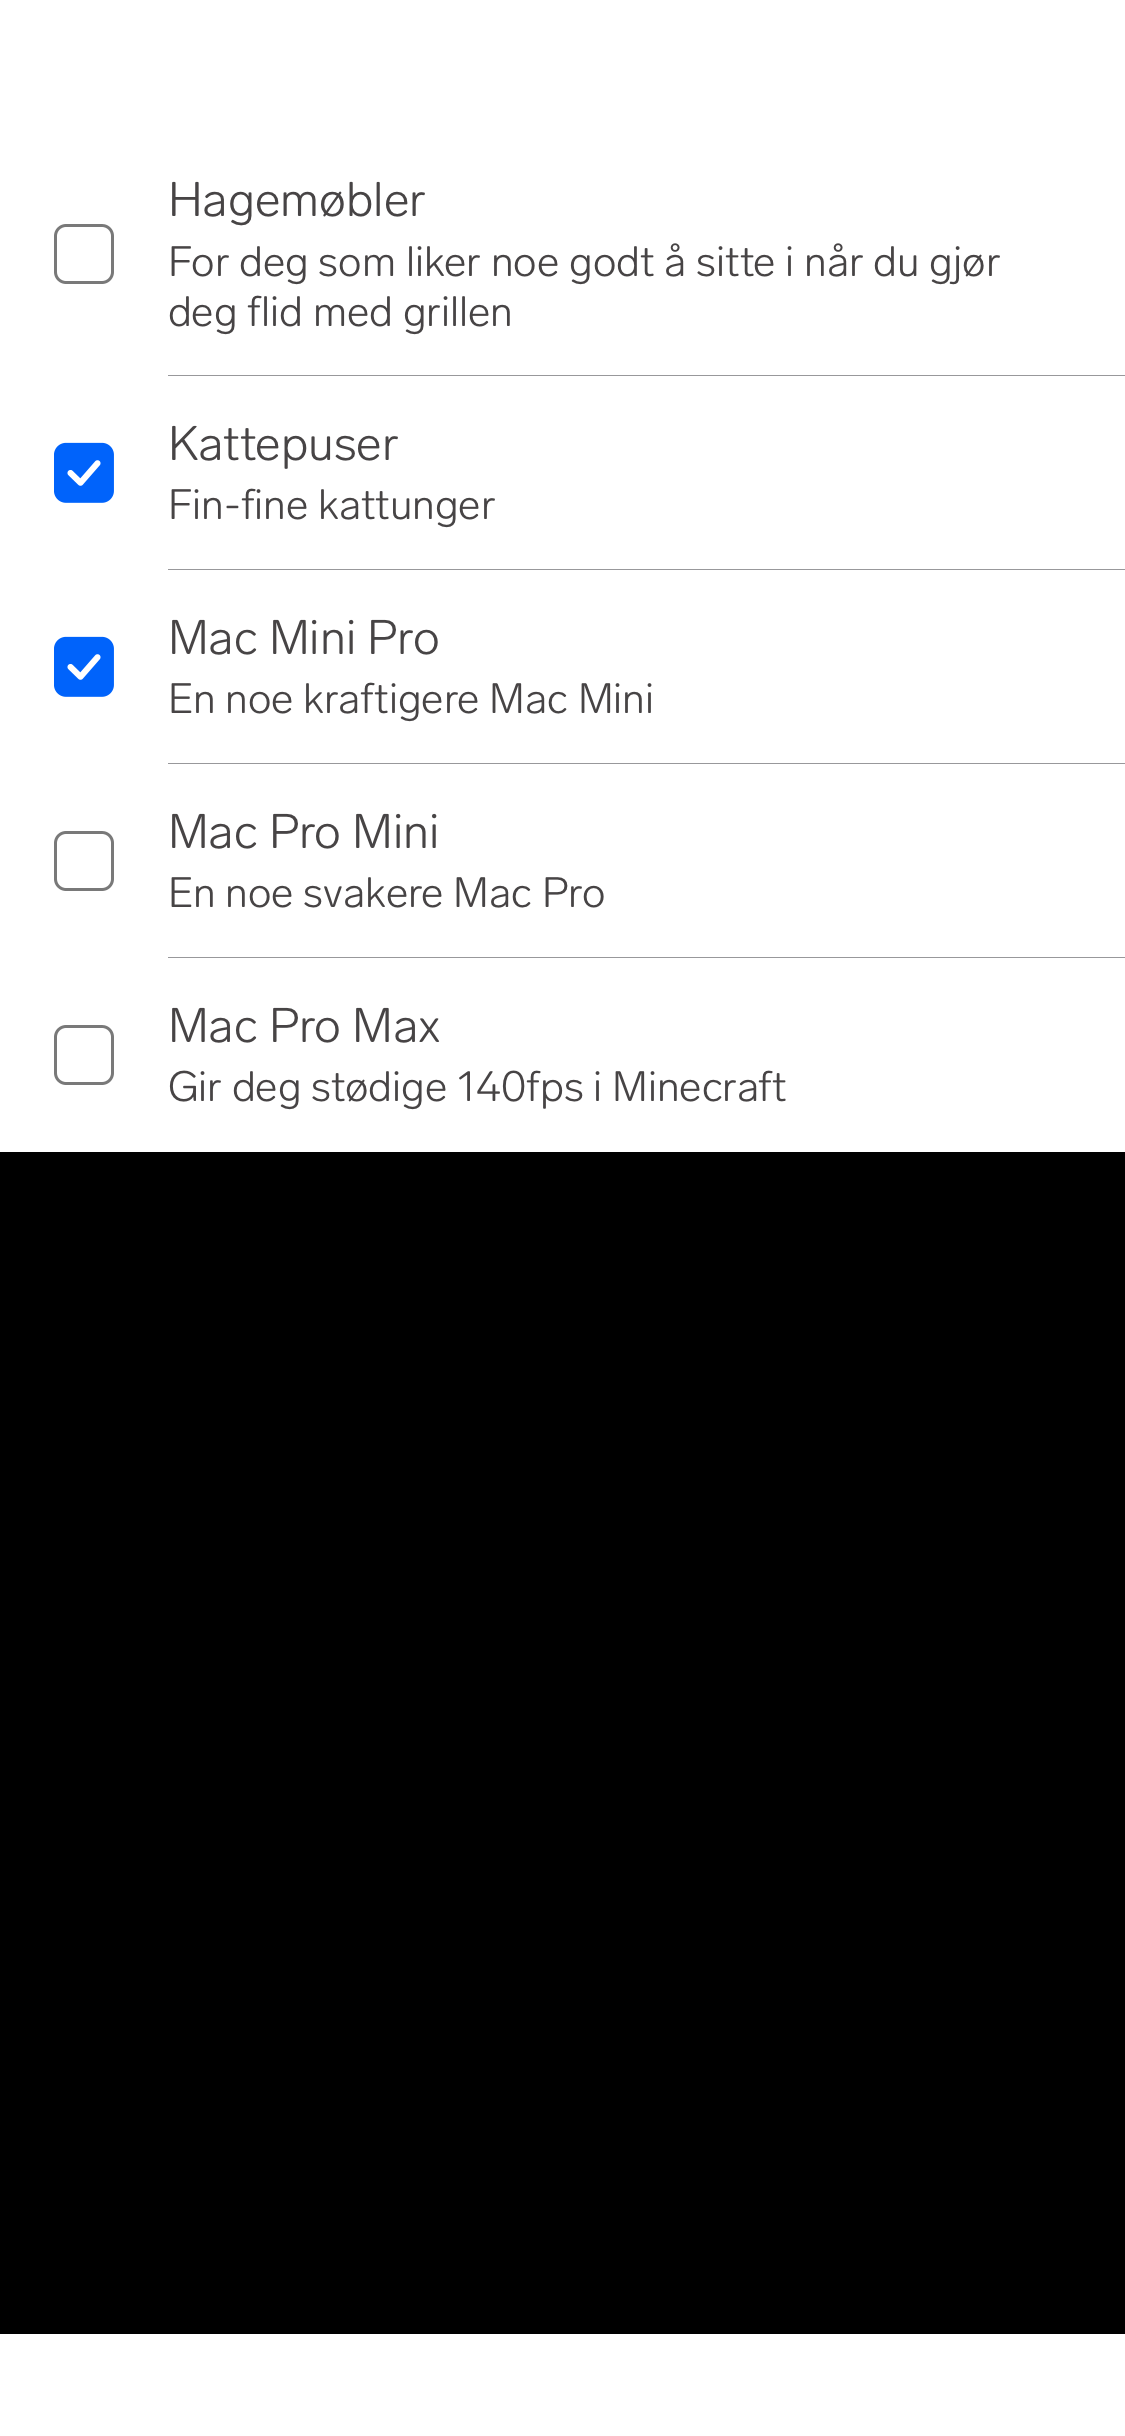 Hagemøbler
For deg som liker noe godt å sitte i når du gjør
deg flid med grillen
Kattepuser
Fin-fine kattunger
Mac Mini Pro
En noe kraftigere Mac Mini
Mac Pro Mini
En noe svakere Mac Pro
Mac Pro Max
Gir deg stødige 140fps i Minecraft